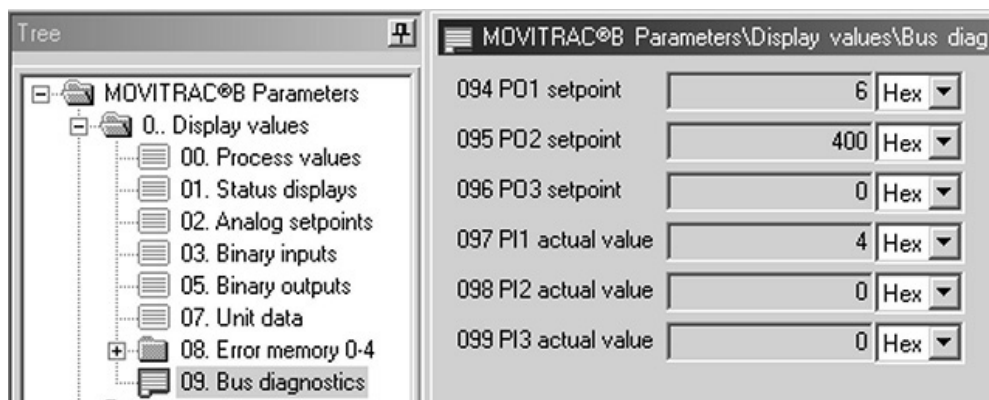 Tree
MOVITRAC®B Parameters
0.. Display values
00. Process values
01. Status displays
02. Analog setpoints
03. Binary inputs
05. Binary outputs
07. Unit data
08. Error memory 0-4
09. Bus diagnostics
MOVITRAC®B Parameters\Display values\Bus diag
094 PO1 setpoint 6 Hex
095 PO2 setpoint 400 Hex
096 PO3 setpoint 0 Hex
097 PI1 actual value 4 Hex
098 PI2 actual value 0 Hex
099 PI3 actual value 0 Hex